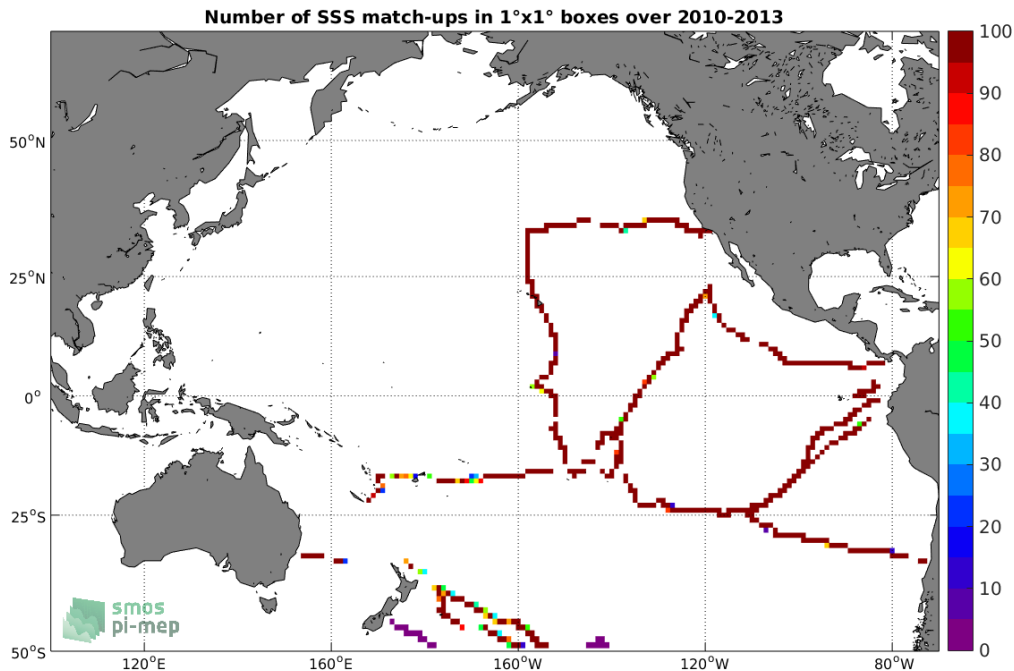 Number of SSS match-ups in 1°x1° boxes over 2010-2013
50°N
25°N
0°
25°S
50°S
120°E
160°E
160°W
120°W
80°W
100
90
80
70
60
50
40
30
20
10
0
smos
pi-mep